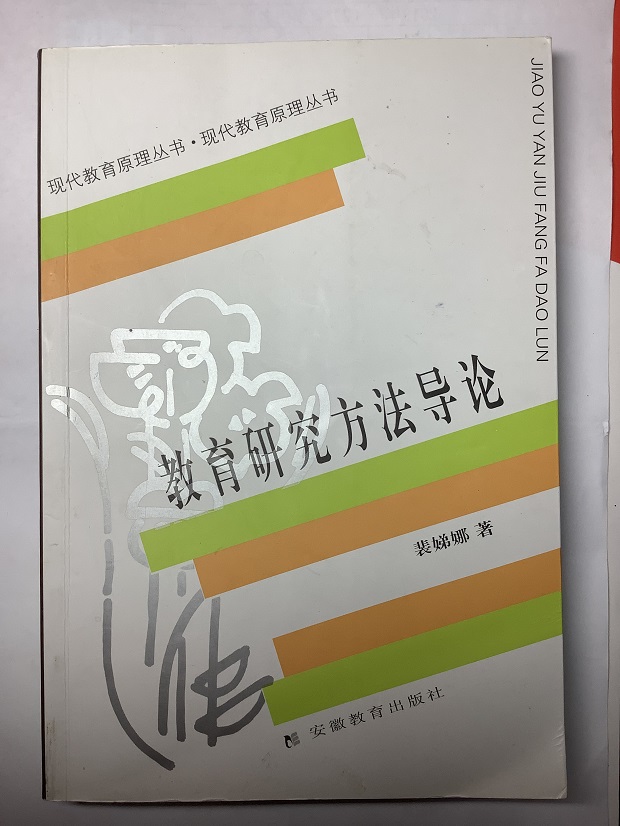 现代教育原理丛书·现代教育原理丛书
JIAO YU YAN JIU FANG FA DAO LUN
教育研究方法导论
裴娣娜 著
安徽教育出版社